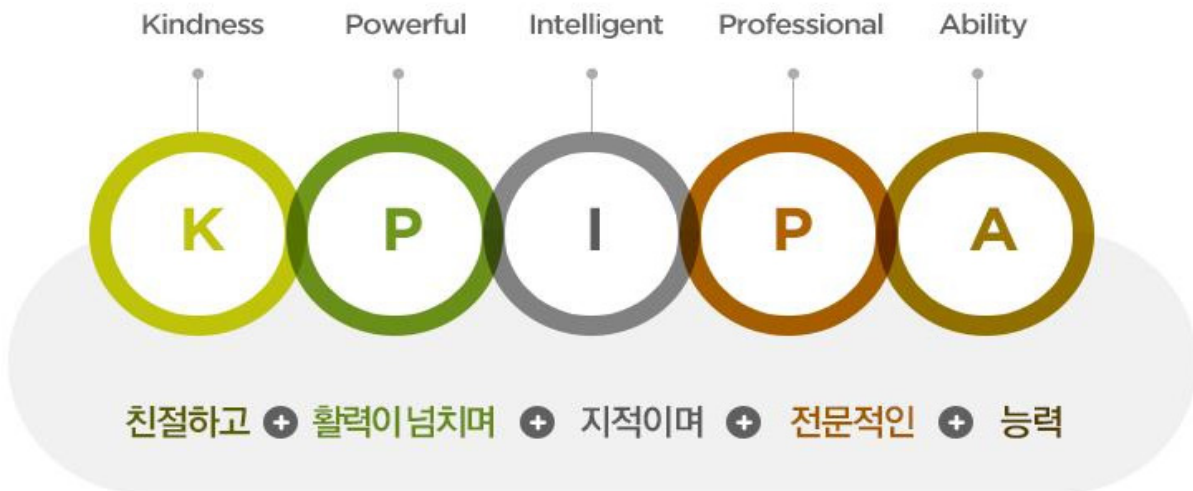 Kindness Powerful Intelligent Professional Ability
K P I P A
친절하고 + 활력이 넘치며 + 지적이며 + 전문적인 + 능력